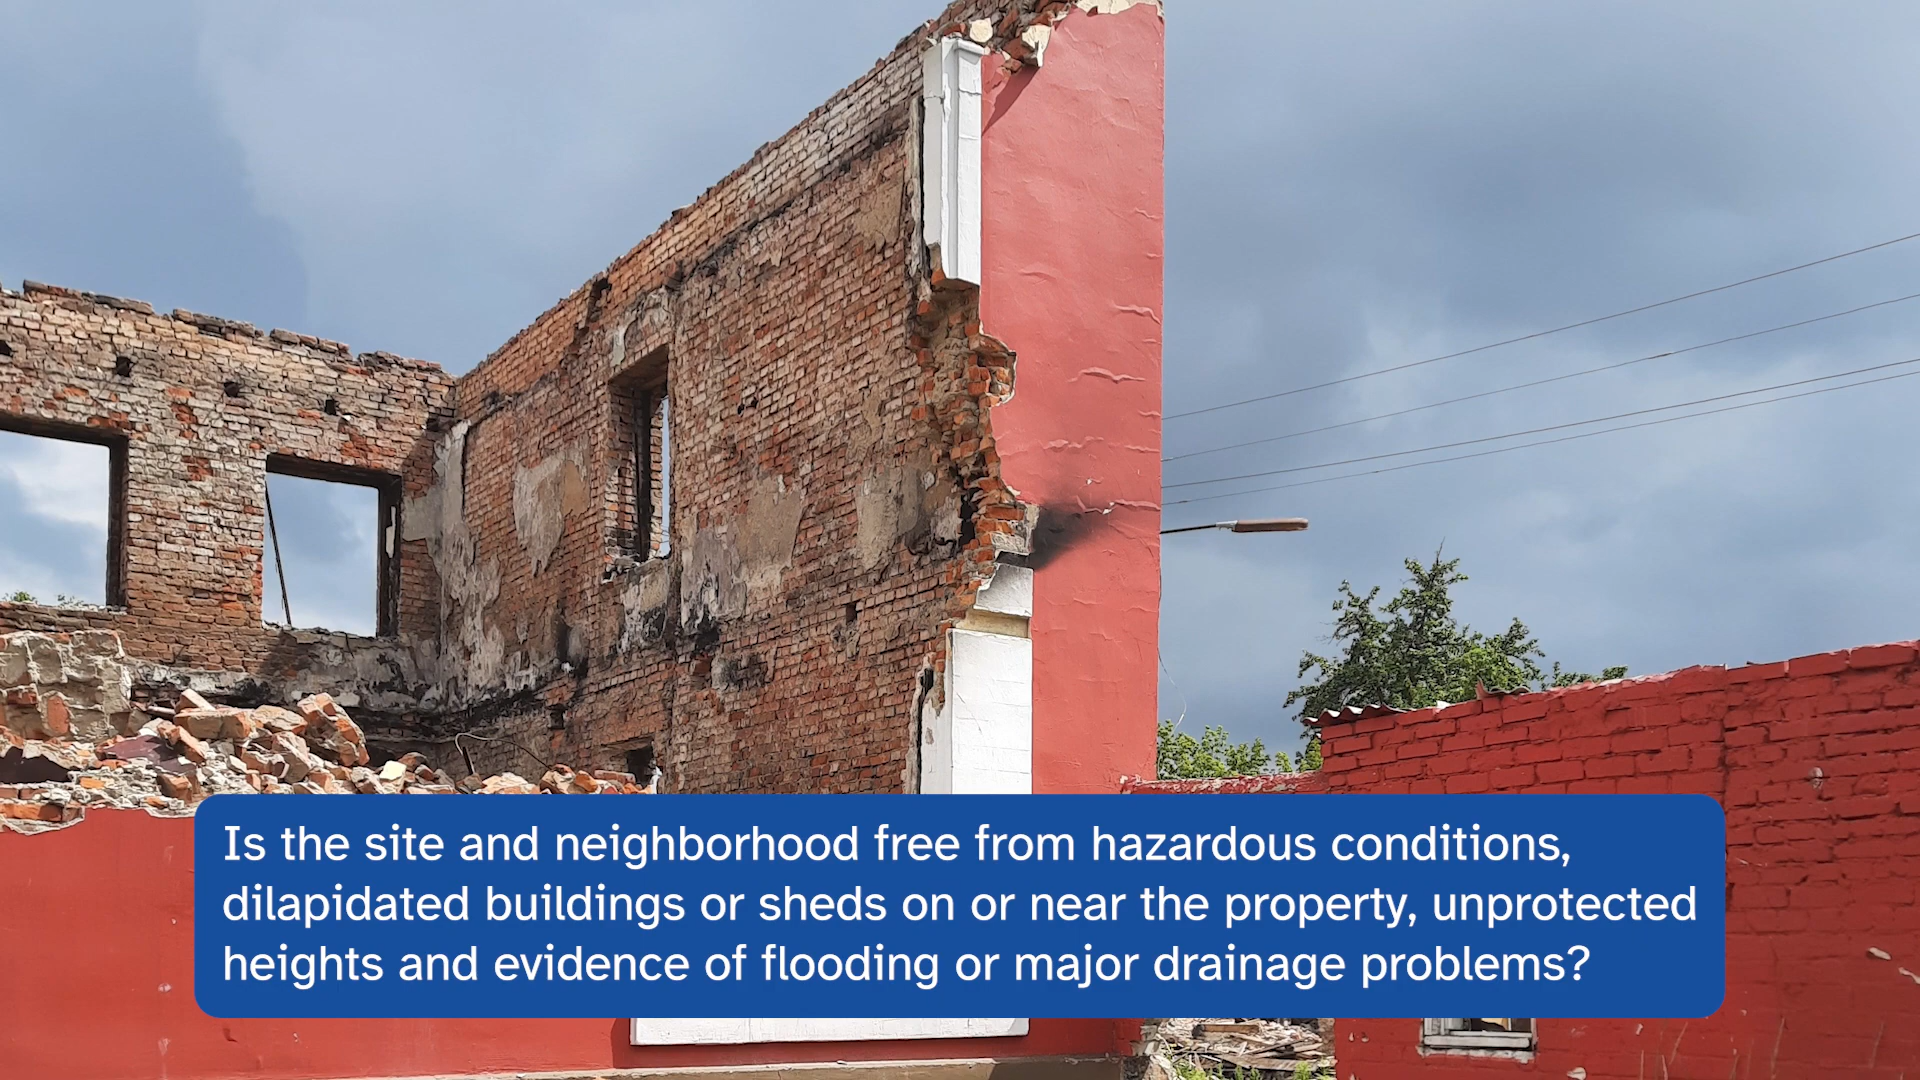 Is the site and neighborhood free from hazardous conditions,
dilapidated buildings or sheds on or near the property, unprotected
heights and evidence of flooding or major drainage problems?